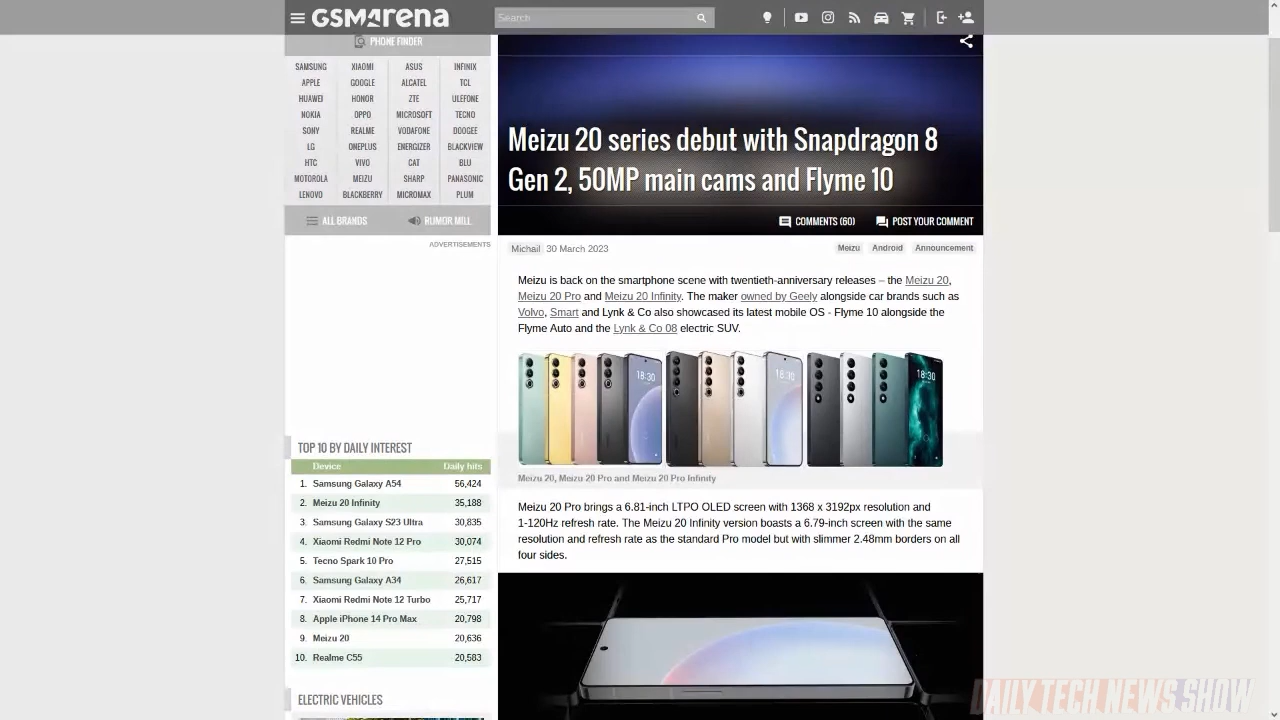 GSMarena
Search
PHONE FINDER
SAMSUNG XIAOMI ASUS INFINIX
APPLE GOOGLE ALCATEL TCL
HUAWEI HONOR ZTE ULEFONE
NOKIA OPPO MICROSOFT TECNO
SONY REALME VODAFONE DOOGEE
LG ONEPLUS ENERGIZER BLACKVIEW
HTC VIVO CAT BLU
MOTOROLA MEIZU SHARP PANASONIC
LENOVO BLACKBERRY MICROMAX PLUM
ALL BRANDS RUMOR MILL
ADVERTISEMENTS
TOP 10 BY DAILY INTEREST
Device Daily hits
1. Samsung Galaxy A54 56,424
2. Meizu 20 Infinity 35,188
3. Samsung Galaxy S23 Ultra 30,835
4. Xiaomi Redmi Note 12 Pro 30,074
5. Tecno Spark 10 Pro 27,515
6. Samsung Galaxy A34 26,617
7. Xiaomi Redmi Note 12 Turbo 25,717
8. Apple iPhone 14 Pro Max 20,798
9. Meizu 20 20,636
10. Realme C55 20,583
ELECTRIC VEHICLES
Meizu 20 series debut with Snapdragon 8
Gen 2, 50MP main cams and Flyme 10
COMMENTS (60) POST YOUR COMMENT
Michail 30 March 2023 Meizu Android Announcement
Meizu is back on the smartphone scene with twentieth-anniversary releases – the Meizu 20,
Meizu 20 Pro and Meizu 20 Infinity. The maker owned by Geely alongside car brands such as
Volvo, Smart and Lynk & Co also showcased its latest mobile OS - Flyme 10 alongside the
Flyme Auto and the Lynk & Co 08 electric SUV.
18:30 18:30 18:30
Meizu 20, Meizu 20 Pro and Meizu 20 Pro Infinity
Meizu 20 Pro brings a 6.81-inch LTPO OLED screen with 1368 x 3192px resolution and
1-120Hz refresh rate. The Meizu 20 Infinity version boasts a 6.79-inch screen with the same
resolution and refresh rate as the standard Pro model but with slimmer 2.48mm borders on all
four sides.
DAILY TECH NEWS SHOW